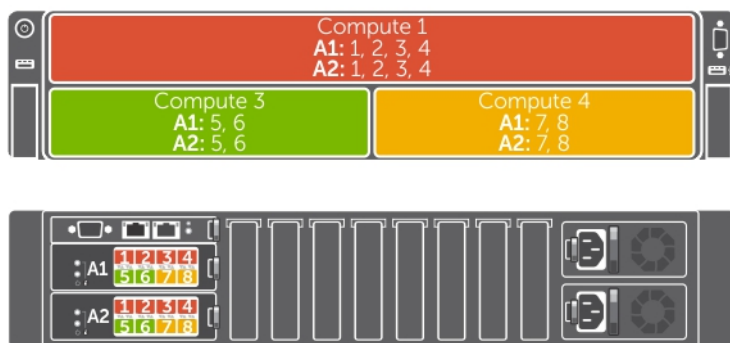 Compute 1
A1: 1, 2, 3, 4
A2: 1, 2, 3, 4
Compute 3
A1: 5, 6
A2: 5, 6
Compute 4
A1: 7, 8
A2: 7, 8
A1
1 2 3 4
5 6 7 8
A2
1 2 3 4
5 6 7 8